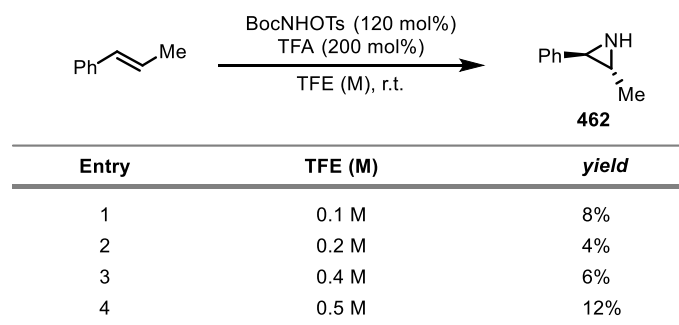 BocNHOTs (120 mol%)
TFA (200 mol%)
TFE (M), r.t.
Ph
Me
Ph
NH
Me
462
Entry TFE (M) yield
1 0.1 M 8%
2 0.2 M 4%
3 0.4 M 6%
4 0.5 M 12%